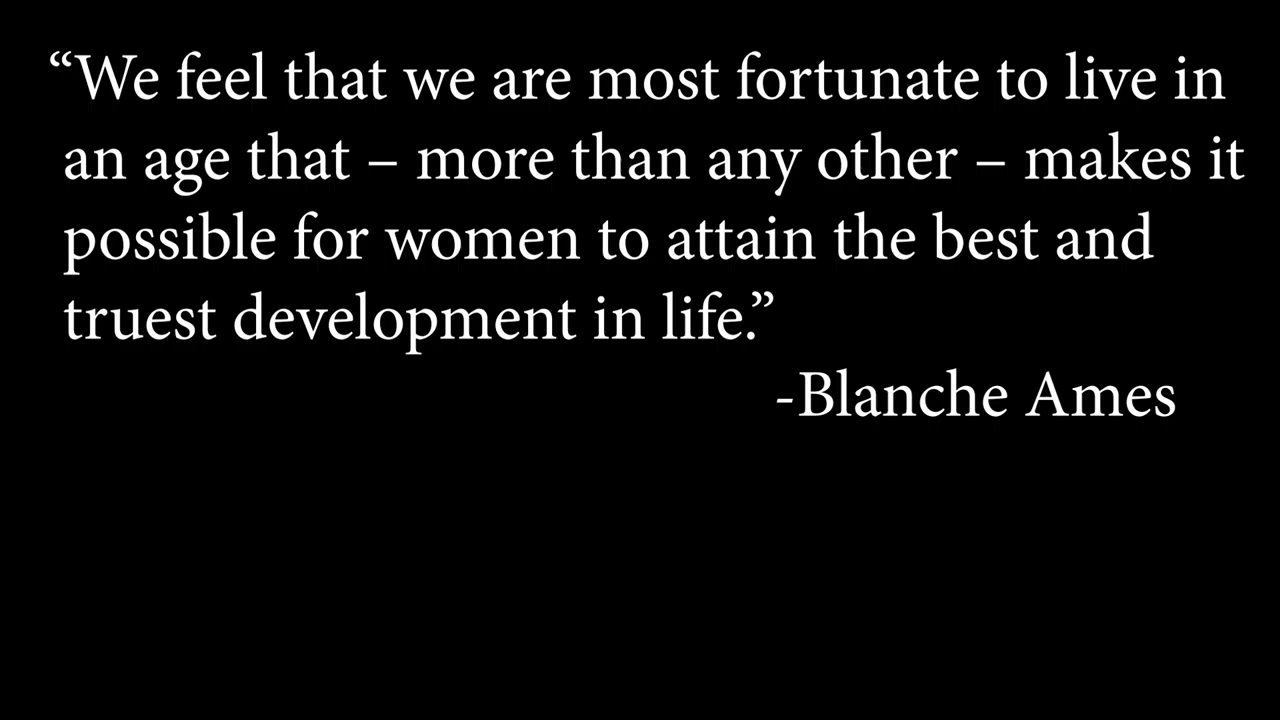 “We feel that we are most fortunate to live in
an age that – more than any other – makes it
possible for women to attain the best and
truest development in life.”
-Blanche Ames